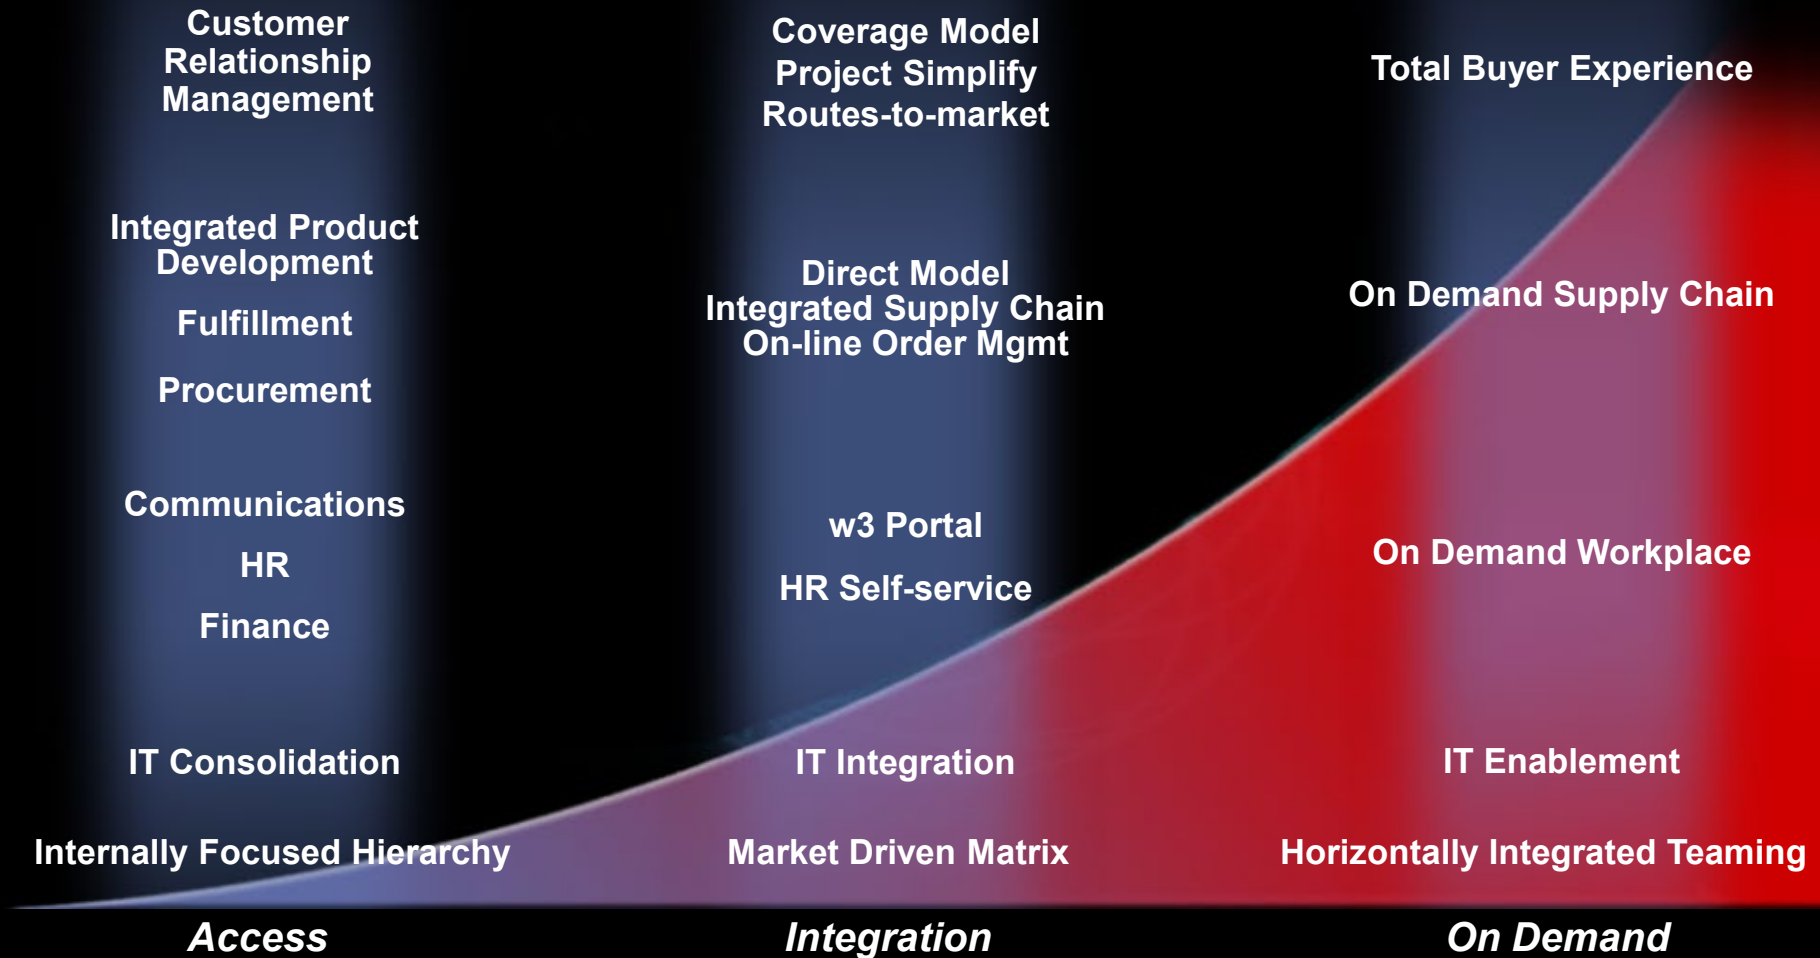 Customer
Relationship
Management
Integrated Product
Development
Fulfillment
Procurement
Communications
HR
Finance
IT Consolidation
Internally Focused Hierarchy
Access
Coverage Model
Project Simplify
Routes-to-market
Direct Model
Integrated Supply Chain
On-line Order Mgmt
w3 Portal
HR Self-service
IT Integration
Market Driven Matrix
Integration
Total Buyer Experience
On Demand Supply Chain
On Demand Workplace
IT Enablement
Horizontally Integrated Teaming
On Demand